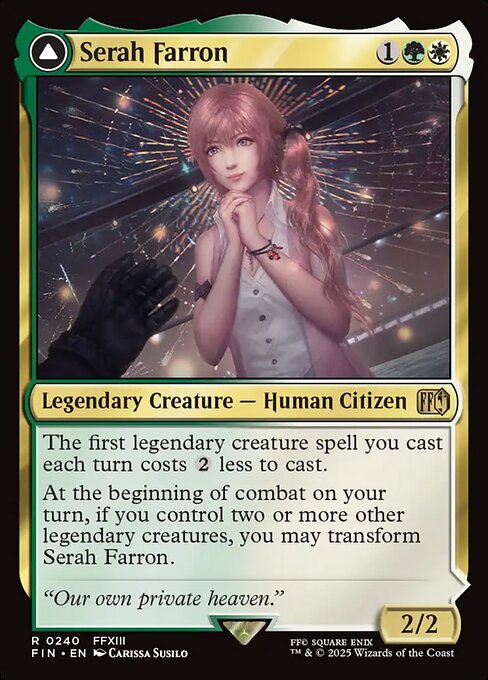 Serah Farron 1
Legendary Creature — Human Citizen FFXIII
The first legendary creature spell you cast
each turn costs 2 less to cast.
At the beginning of combat on your
turn, if you control two or more other
legendary creatures, you may transform
Serah Farron.
“Our own private heaven.”
2/2
R 0240 FFXIII
FIN • EN Carissa Susilo
FF© SQUARE ENIX
™ & © 2025 Wizards of the Coast